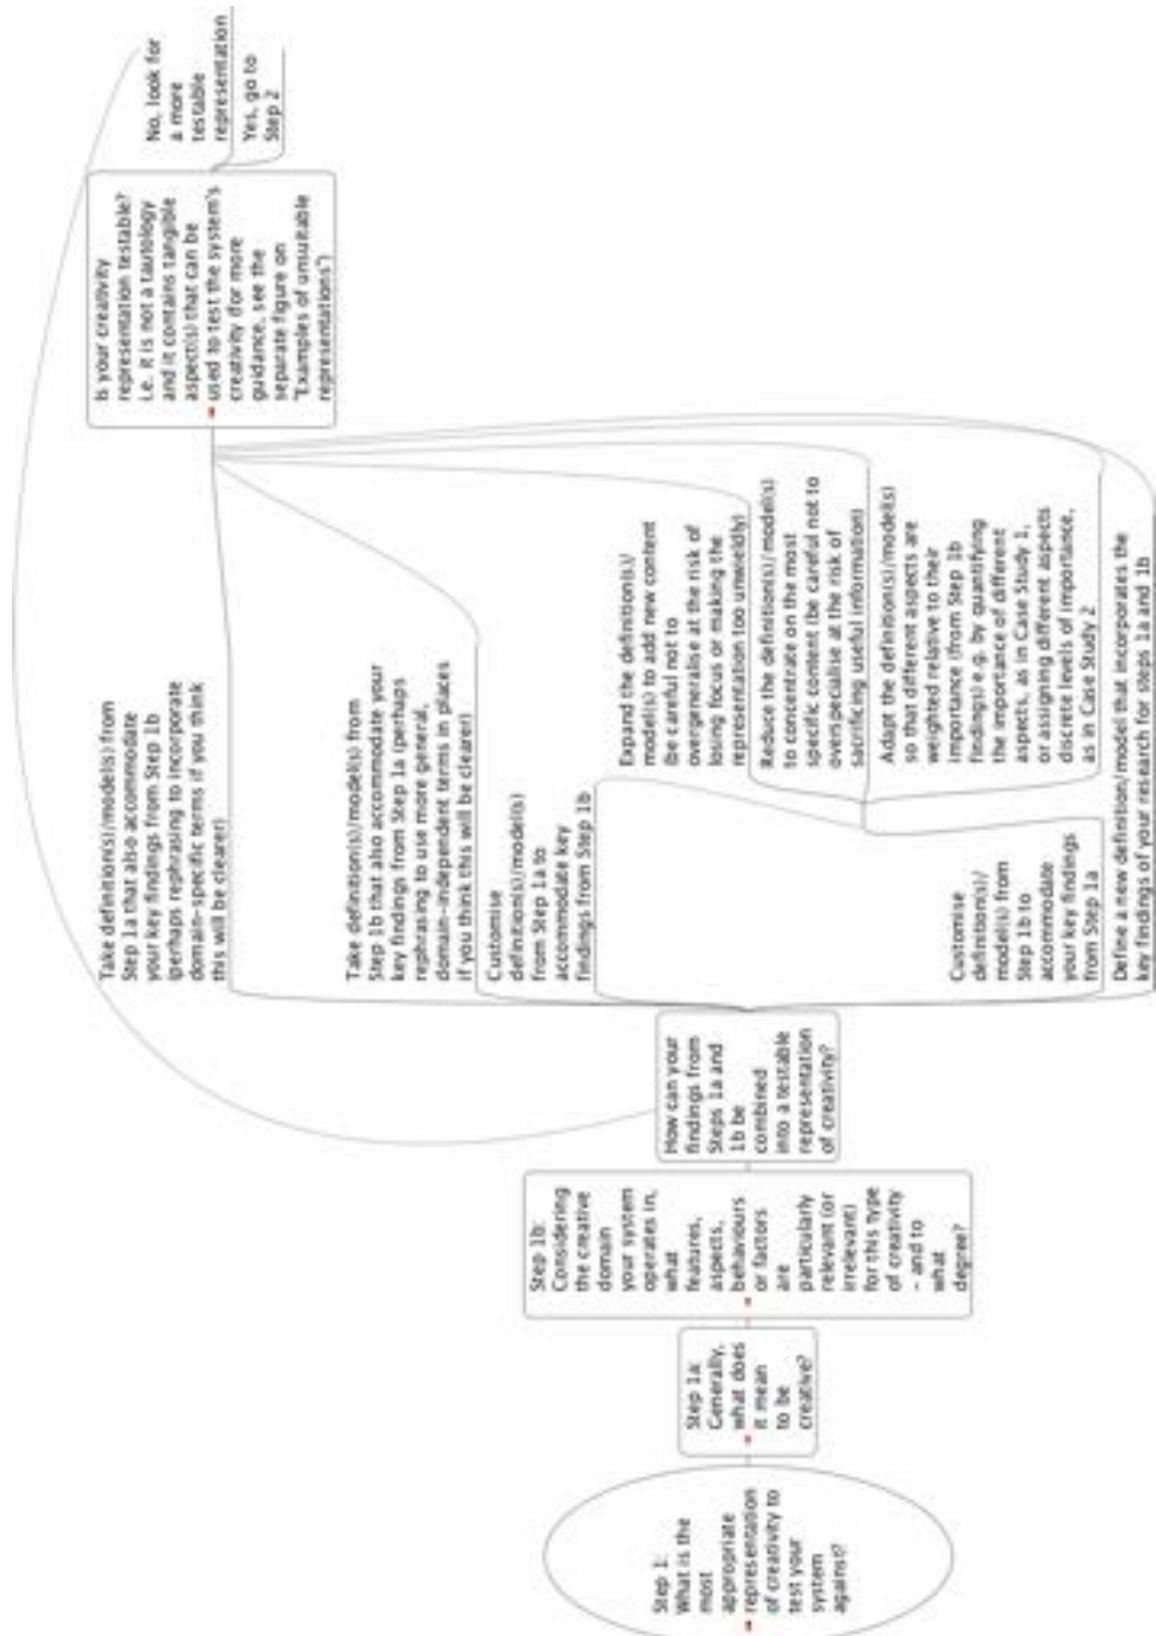 Step 1:
What is the
most
appropriate
representation
of creativity to
test your
system
against?
Step 1a:
Generally,
what does
it mean
to be
creative?
Step 1b:
Considering
the creative
domain
your system
operates in,
what
features,
aspects,
behaviours
or factors
are
particularly
relevant (or
irrelevant)
for this type
of creativity
- and to
what
degree?
How can your
findings from
Steps 1a and
1b be
combined
into a testable
representation
of creativity?
Take definition(s)/model(s) from
Step 1a that also accommodate
your key findings from Step 1b
(perhaps rephrasing to incorporate
domain-specific terms if you think
this will be clearer)
Take definition(s)/model(s) from
Step 1b that also accommodate your
key findings from Step 1a (perhaps
rephrasing to use more general,
domain-independent terms in places
if you think this will be clearer)
Customise
definition(s)/model(s)
from Step 1a to
accommodate key
findings from Step 1b
Customise
definition(s)/
model(s) from
Step 1b to
accommodate
your key findings
from Step 1a
Expand the definition(s)/
model(s) to add new content
(be careful not to
overgeneralise at the risk of
losing focus or making the
representation too unwieldly)
Reduce the definition(s)/model(s)
to concentrate on the most
specific content (be careful not to
overspecialise at the risk of
sacrificing useful information)
Adapt the definition(s)/model(s)
so that different aspects are
weighted relative to their
importance (from Step 1b
findings) e.g. by quantifying
the importance of different
aspects, as in Case Study 1,
or assigning different aspects
discrete levels of importance,
as in Case Study 2
Define a new definition/model that incorporates the
key findings of your research for steps 1a and 1b
Is your creativity
representation testable?
i.e. it is not a tautology
and it contains tangible
aspect(s) that can be
used to test the system's
creativity (for more
guidance, see the
separate figure on
"Examples of unsuitable
representations")
No, look for
a more
testable
representation
Yes, go to
Step 2